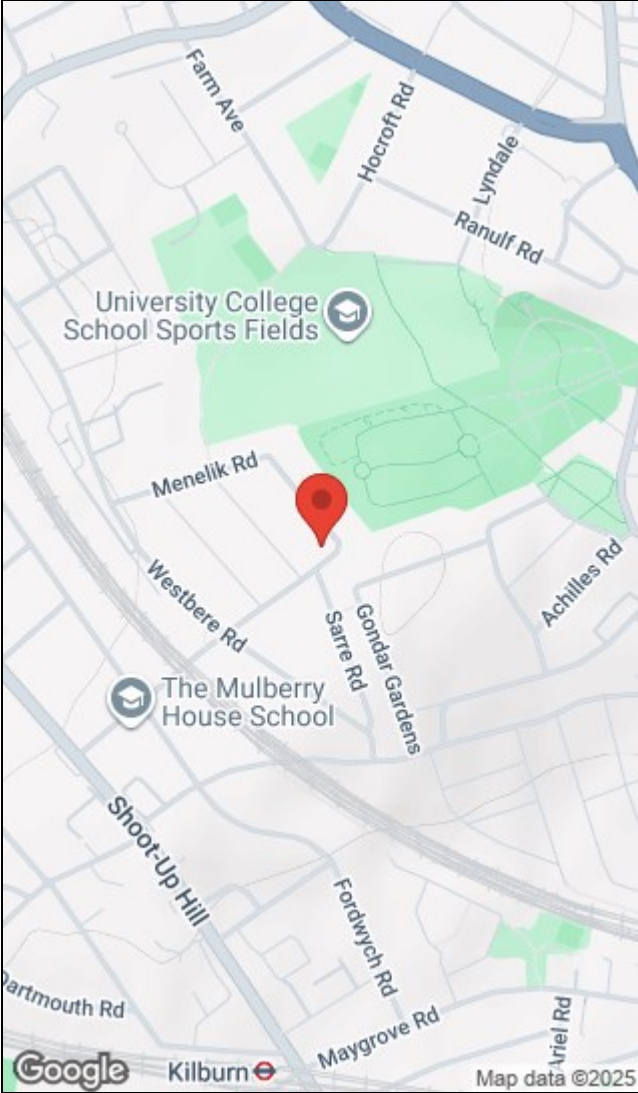 Farm Ave
Hocroft Rd
Lyndale
Ranulf Rd
University College
School Sports Fields
Menelik Rd
Westbere Rd
Sarre Rd
Gondar Gardens
Achilles Rd
The Mulberry
House School
Shoot-Up Hill
Fordwych Rd
Dartmouth Rd
Maygrove Rd
Ariel Rd
Kilburn
Google
Map data ©2025